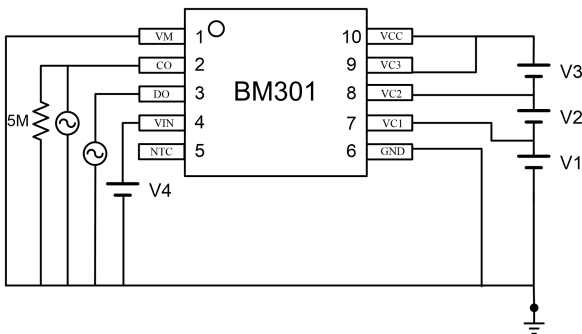 VM 1 10 VCC
CO 2 9 VC3
DO 3 BM301 8 VC2
VIN 4 7 VC1
NTC 5 6 GND
5M
V3
V2
V1
V4